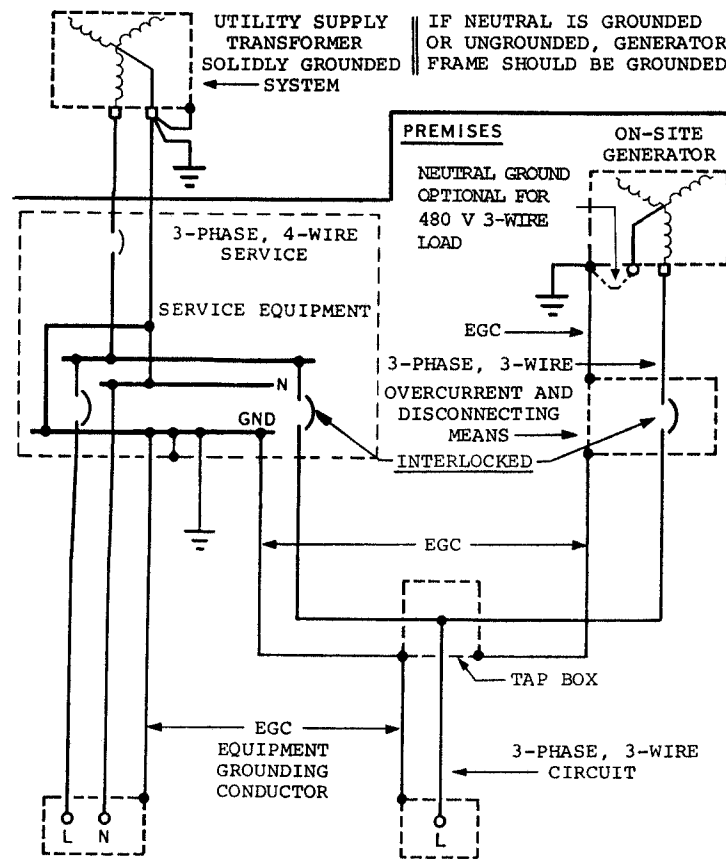 UTILITY SUPPLY
TRANSFORMER
SOLIDLY GROUNDED
SYSTEM
IF NEUTRAL IS GROUNDED
OR UNGROUNDED, GENERATOR
FRAME SHOULD BE GROUNDED
PREMISES
ON-SITE
GENERATOR
NEUTRAL GROUND
OPTIONAL FOR
480 V 3-WIRE
LOAD
3-PHASE, 4-WIRE
SERVICE
SERVICE EQUIPMENT
EGC
3-PHASE, 3-WIRE
N
OVERCURRENT AND
DISCONNECTING
MEANS
GND
INTERLOCKED
EGC
TAP BOX
EGC
EQUIPMENT
GROUNDING
CONDUCTOR
3-PHASE, 3-WIRE
CIRCUIT
L N
L